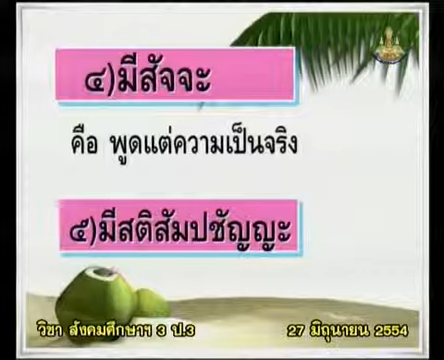 ๔)มีสัจจะ
คือ พูดแต่ความเป็นจริง
๕)มีสติสัมปชัญญะ
วิชา สังคมศึกษาฯ 3 ป.3
27 มิถุนายน 2554